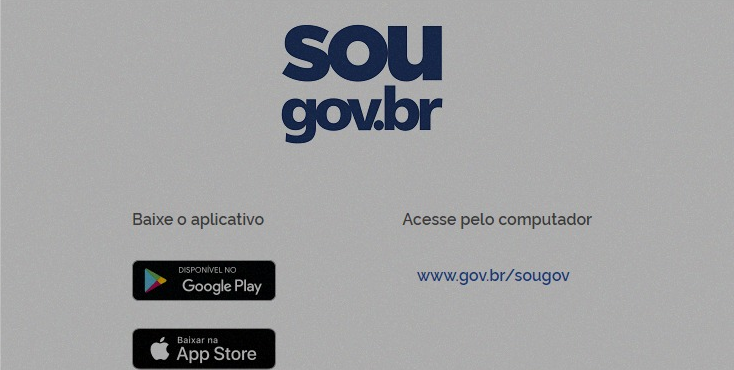 sou
gov.br
Baixe o aplicativo
Acesse pelo computador
DISPONÍVEL NO
Google Play
www.gov.br/sougov
Baixar na
App Store